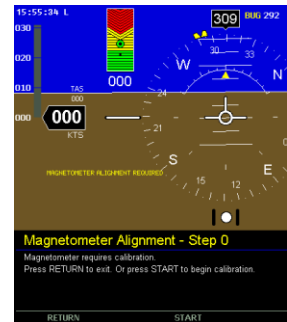 15:55:34 L
309 BUG 292
030
020
010
000
TAS
000
000
KTS
000
33
30
N
W
24
21
S
15
12
E
MAGNETOMETER ALIGNMENT REQUIRED
Magnetometer Alignment - Step 0
Magnetometer requires calibration.
Press RETURN to exit. Or press START to begin calibration.
RETURN START